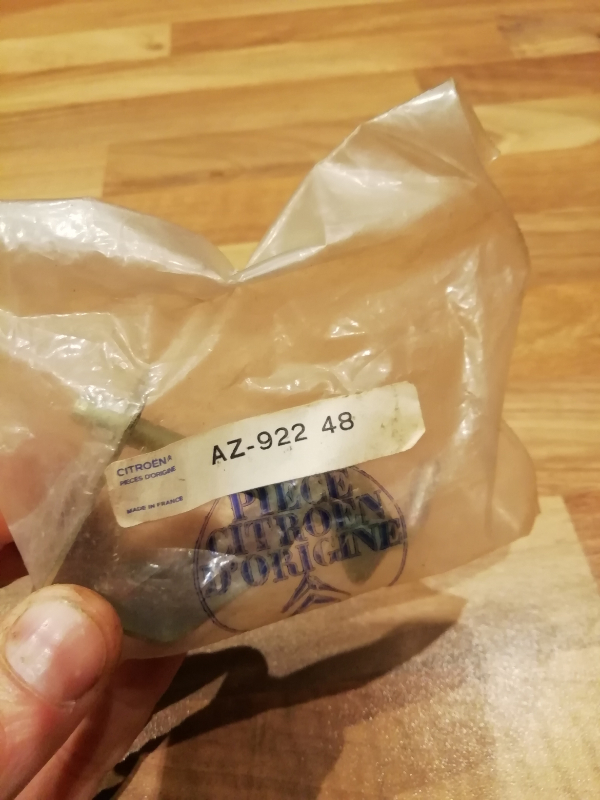 AZ-922 48
CITROËN^
PIECES D'ORIGINE
MADE IN FRANCE
PIECE
CITROËN
D'ORIGINE